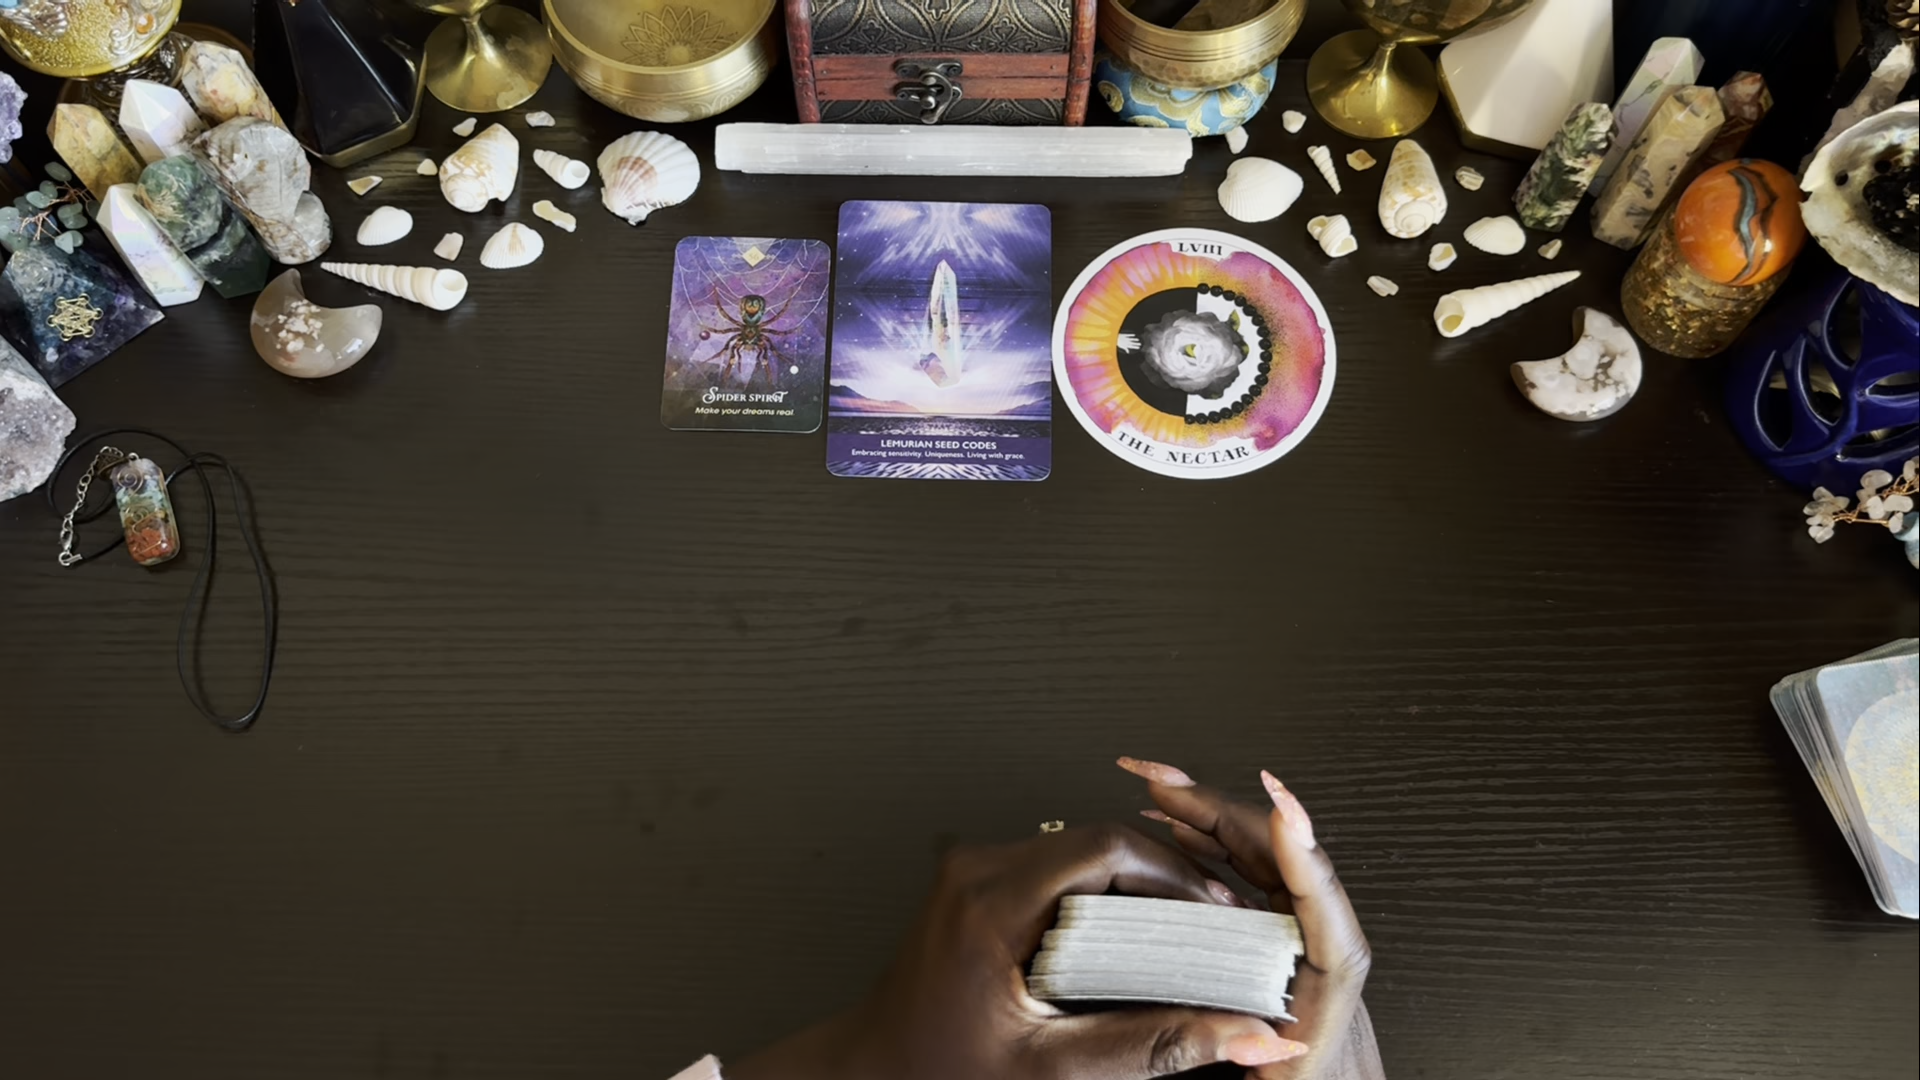 SPIDER SPIRIT
Make your dreams real.
LEMURIAN SEED CODES
Embracing sensitivity. Uniqueness. Living with grace.
LVIII
THE NECTAR